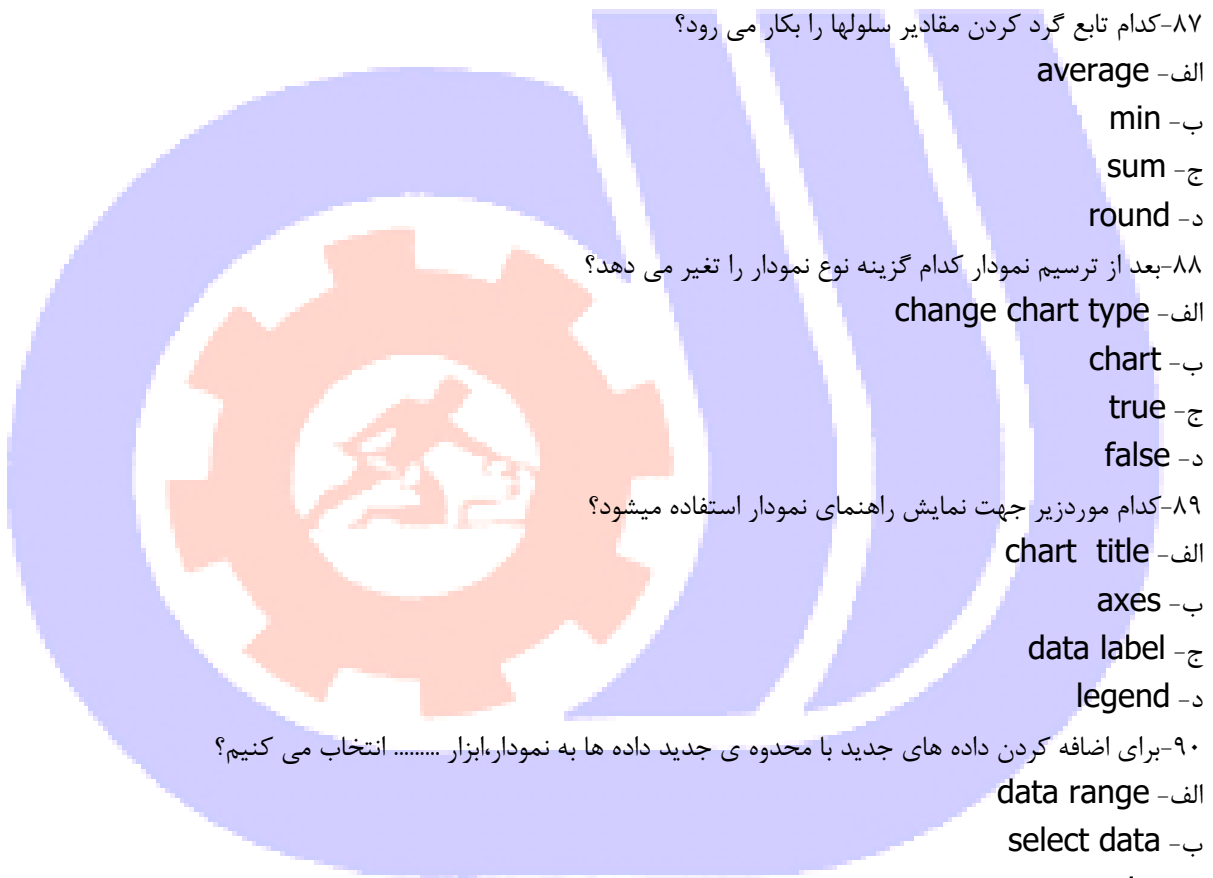 ۸۷-کدام تابع گرد کردن مقادیر سلولها را بکار می رود؟
الف- average
ب- min
ج- sum
د- round
۸۸-بعد از ترسیم نمودار کدام گزینه نوع نمودار را تغیر می دهد؟
الف- change chart type
ب- chart
ج- true
د- false
۸۹-کدام موردزیر جهت نمایش راهنمای نمودار استفاده میشود؟
الف- chart title
ب- axes
ج- data label
د- legend
۹۰-برای اضافه کردن داده های جدید با محدوده ی جدید داده ها به نمودار،ابزار ......... انتخاب می کنیم؟
الف- data range
ب- select data